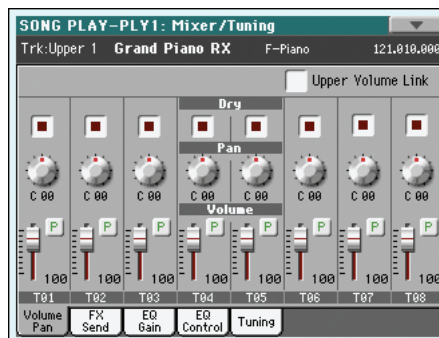 SONG PLAY-PLY1: Mixer/Tuning
Trk:Upper 1 Grand Piano RX F-Piano 121.010.000
Upper Volume Link
Dry
Pan
C 00 C 00 C 00 C 00 C 00 C 00 C 00 C 00
Volume
P P P P P P P P
100 100 100 100 100 100 100 100
T01 T02 T03 T04 T05 T06 T07 T08
Volume Pan FX Send EQ Gain EQ Control Tuning